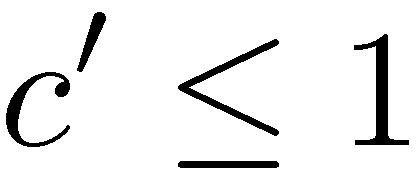 c′ ≤ 1